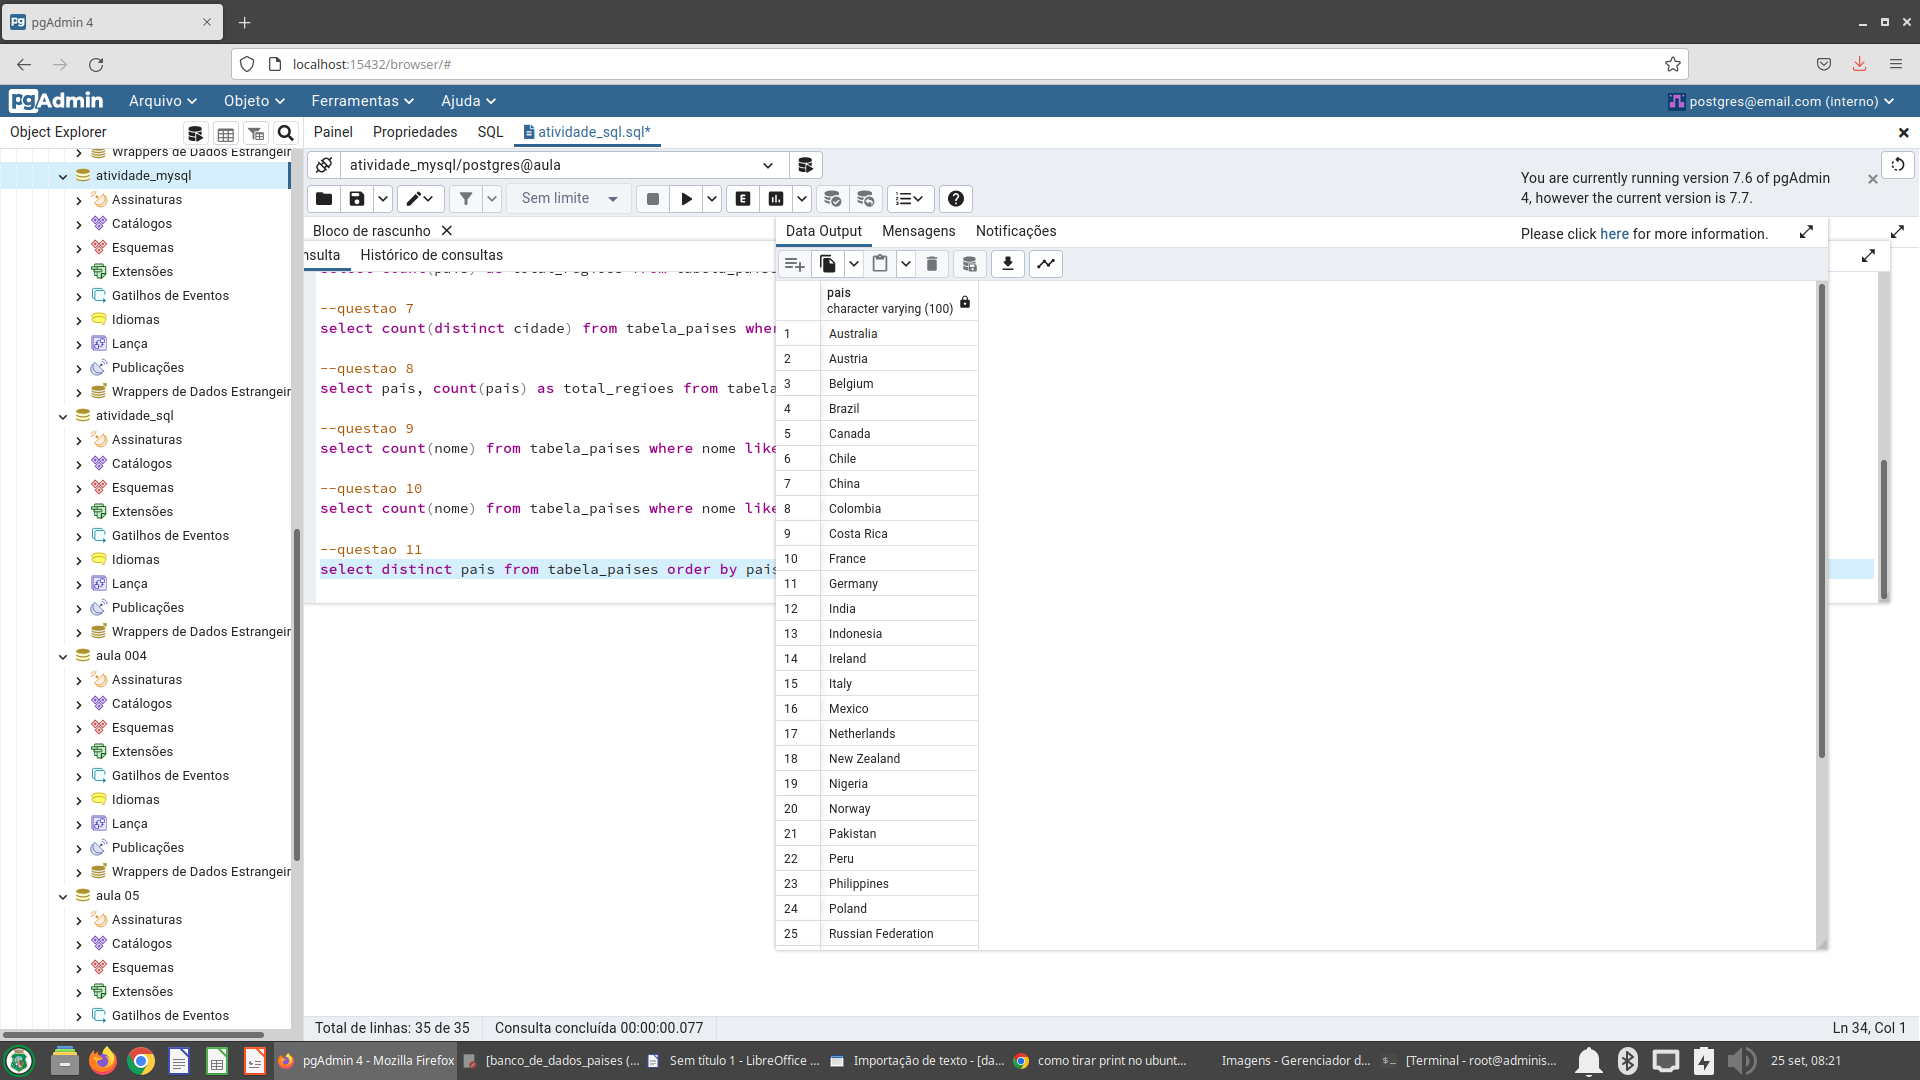 pgAdmin 4
localhost:15432/browser/#
pgAdmin
Arquivo
Objeto
Ferramentas
Ajuda
postgres@email.com (interno)
Object Explorer
Painel
Propriedades
SQL
atividade_sql.sql*
Wrappers de Dados Estrangeir
atividade_mysql
Assinaturas
Catálogos
Esquemas
Extensões
Gatilhos de Eventos
Idiomas
Lança
Publicações
Wrappers de Dados Estrangeir
atividade_sql
Assinaturas
Catálogos
Esquemas
Extensões
Gatilhos de Eventos
Idiomas
Lança
Publicações
Wrappers de Dados Estrangeir
aula 004
Assinaturas
Catálogos
Esquemas
Extensões
Gatilhos de Eventos
Idiomas
Lança
Publicações
Wrappers de Dados Estrangeir
aula 05
Assinaturas
Catálogos
Esquemas
Extensões
Gatilhos de Eventos
atividade_mysql/postgres@aula
Sem limite
E
You are currently running version 7.6 of pgAdmin
4, however the current version is 7.7.
Please click here for more information.
Bloco de rascunho
nsulta
Histórico de consultas
select count(pais) as total_regioes from tabela_paise
--questao 7
select count(distinct cidade) from tabela_paises wher
--questao 8
select pais, count(pais) as total_regioes from tabela
--questao 9
select count(nome) from tabela_paises where nome like
--questao 10
select count(nome) from tabela_paises where nome like
--questao 11
select distinct pais from tabela_paises order by pais
Data Output
Mensagens
Notificações
pais
character varying (100)
1 Australia
2 Austria
3 Belgium
4 Brazil
5 Canada
6 Chile
7 China
8 Colombia
9 Costa Rica
10 France
11 Germany
12 India
13 Indonesia
14 Ireland
15 Italy
16 Mexico
17 Netherlands
18 New Zealand
19 Nigeria
20 Norway
21 Pakistan
22 Peru
23 Philippines
24 Poland
25 Russian Federation
Total de linhas: 35 de 35
Consulta concluída 00:00:00.077
Ln 34, Col 1
pgAdmin 4 - Mozilla Firefox
[banco_de_dados_paises (...
Sem título 1 - LibreOffice ...
Importação de texto - [da...
como tirar print no ubunt...
Imagens - Gerenciador d...
[Terminal - root@adminis...
25 set, 08:21